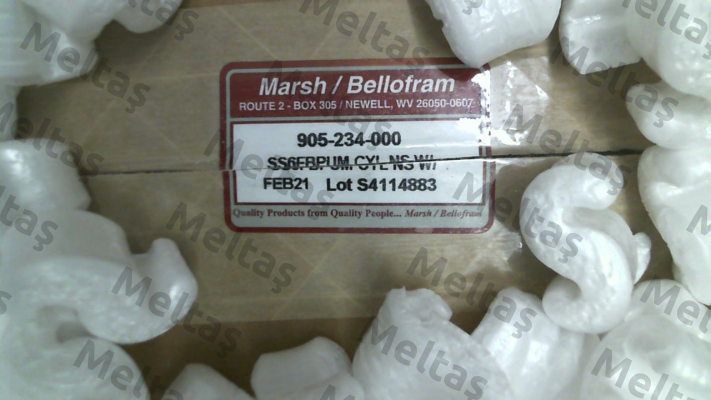 Marsh / Bellofram
ROUTE 2 - BOX 305 / NEWELL, WV 26050-0607
905-234-000
SS6FBPUM CYL NS W/
FEB21 Lot S4114883
Quality Products from Quality People... Marsh / Bellofram
Meltaş